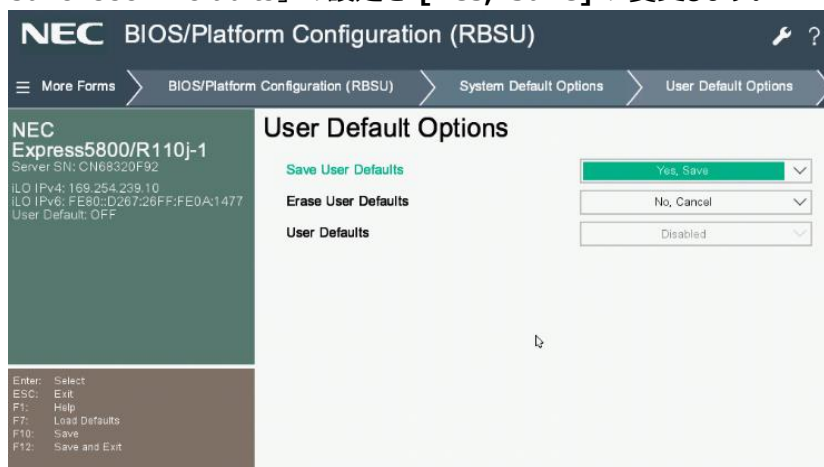 NEC BIOS/Platform Configuration (RBSU)
?
More Forms
BIOS/Platform Configuration (RBSU)
System Default Options
User Default Options
NEC
Express5800/R110j-1
Server SN: CN68320F92
iLO IPv4: 169.254.239.10
iLO IPv6: FE80::D267:26FF:FE0A:1477
User Default: OFF
User Default Options
Save User Defaults
Yes, Save
Erase User Defaults
No, Cancel
User Defaults
Disabled
Enter: Select
ESC: Exit
F1: Help
F7: Load Defaults
F10: Save
F12: Save and Exit